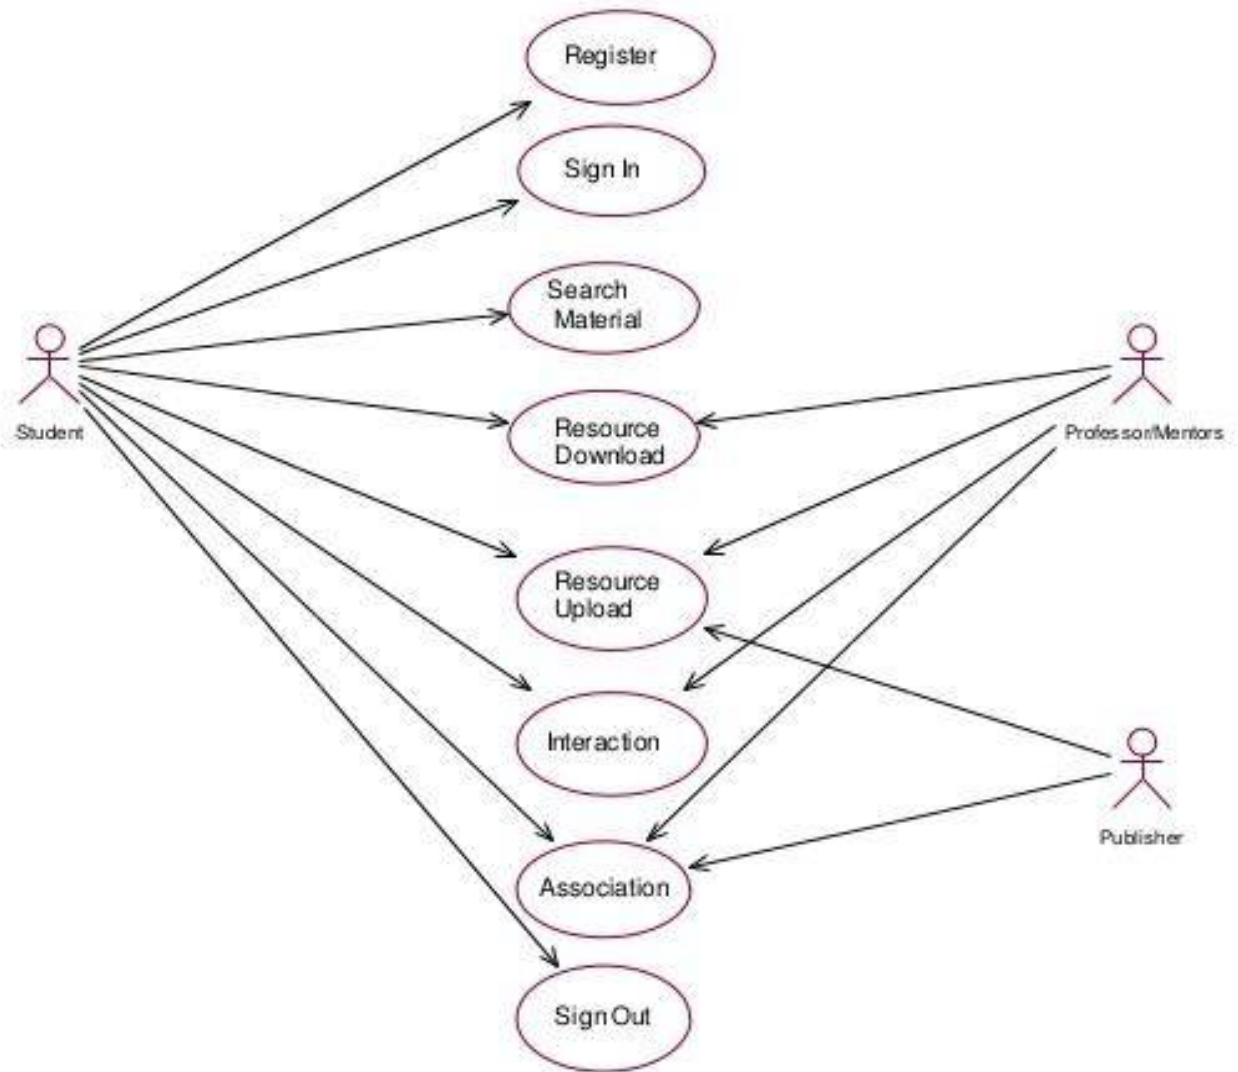 Register
Sign In
Search
Material
Student
Professor/Mentors
Resource
Download
Resource
Upload
Interaction
Publisher
Association
Sign Out